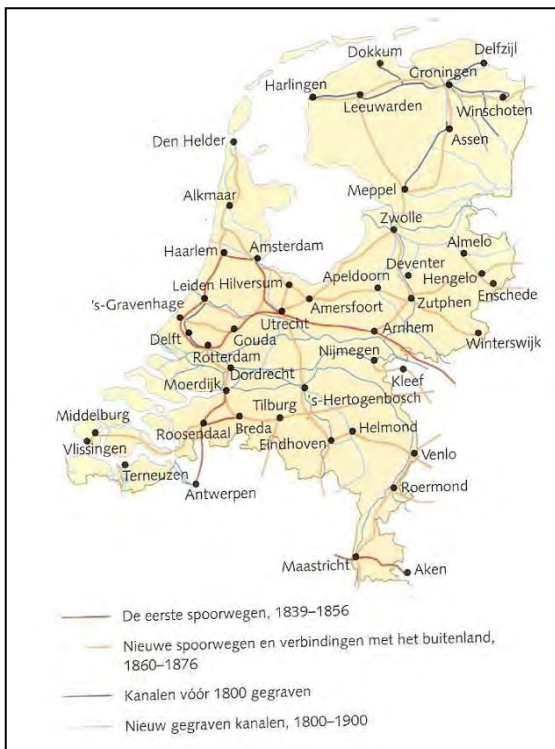 Dokkum
Delfzijl
Groningen
Harlingen
Leeuwarden
Winschoten
Assen
Den Helder
Meppel
Alkmaar
Zwolle
Almelo
Haarlem
Amsterdam
Deventer
Leiden
Hilversum
Apeldoorn
Hengelo
's-Gravenhage
Enschede
Amersfoort
Zutphen
Utrecht
Delft
Gouda
Arnhem
Winterswijk
Rotterdam
Nijmegen
Dordrecht
Kleef
Moerdijk
's-Hertogenbosch
Tilburg
Middelburg
Roosendaal
Breda
Helmond
Vlissingen
Eindhoven
Venlo
Terneuzen
Antwerpen
Roermond
Maastricht
Aken
De eerste spoorwegen, 1839–1856
Nieuwe spoorwegen en verbindingen met het buitenland,
1860–1876
Kanalen vóór 1800 gegraven
Nieuw gegraven kanalen, 1800–1900